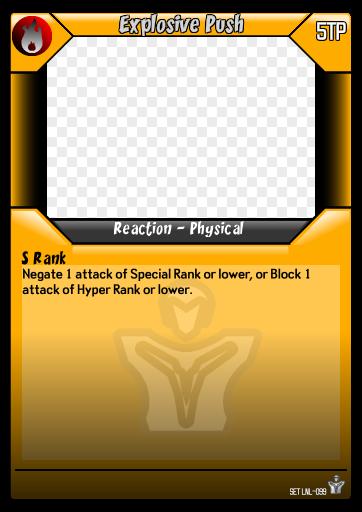 Explosive Push
5TP
Reaction - Physical
S Rank
Negate 1 attack of Special Rank or lower, or Block 1
attack of Hyper Rank or lower.
SET LNL-099